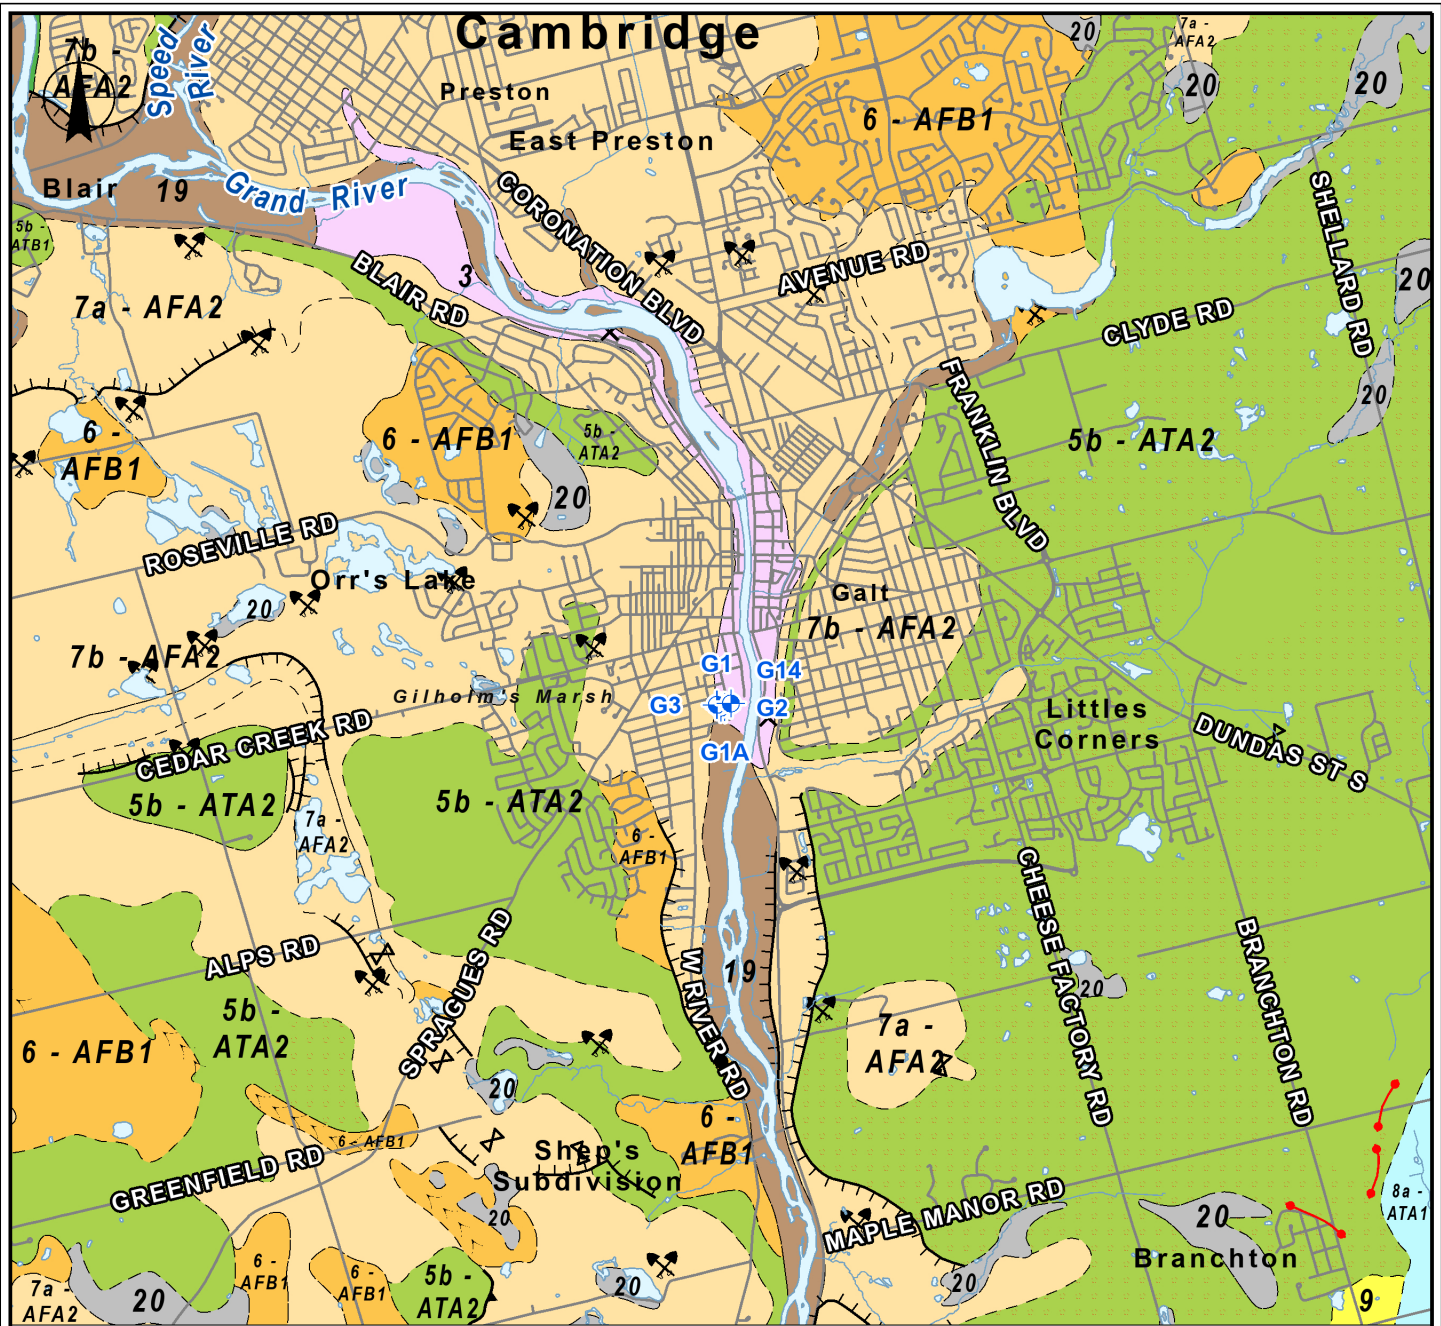 Cambridge
7b -
AFA2
Speed
River
Preston
East Preston
6 - AFB1
20
7a -
AFA2
20
20
Blair
19
Grand River
CORONATION BLVD
SHELLARD RD
5b -
ATB1
BLAIR RD
3
AVENUE RD
20
7a - AFA2
CLYDE RD
FRANKLIN BLVD
20
6 -
AFB1
6 - AFB1
5b -
ATA2
5b - ATA2
20
ROSEVILLE RD
Orr's Lake
20
Galt
7b - AFA2
7b - AFA2
G1
G14
Gilholm's Marsh
G3
G2
Littles
Corners
CEDAR CREEK RD
G1A
DUNDAS ST S
5b - ATA2
5b - ATA2
7a -
AFA2
6 -
AFB1
CHEESE FACTORY RD
BRANCHTON RD
ALPS RD
SPRAGUES RD
W RIVER RD
19
20
5b -
ATA2
6 - AFB1
7a -
AFA2
20
6 -
AFB1
6 - AFB1
Shep's
Subdivision
GREENFIELD RD
MAPLE MANOR RD
8a -
ATA1
20
20
Branchton
6 -
AFB1
6 -
AFB1
5b -
ATA2
20
20
7a -
AFA2
20
9